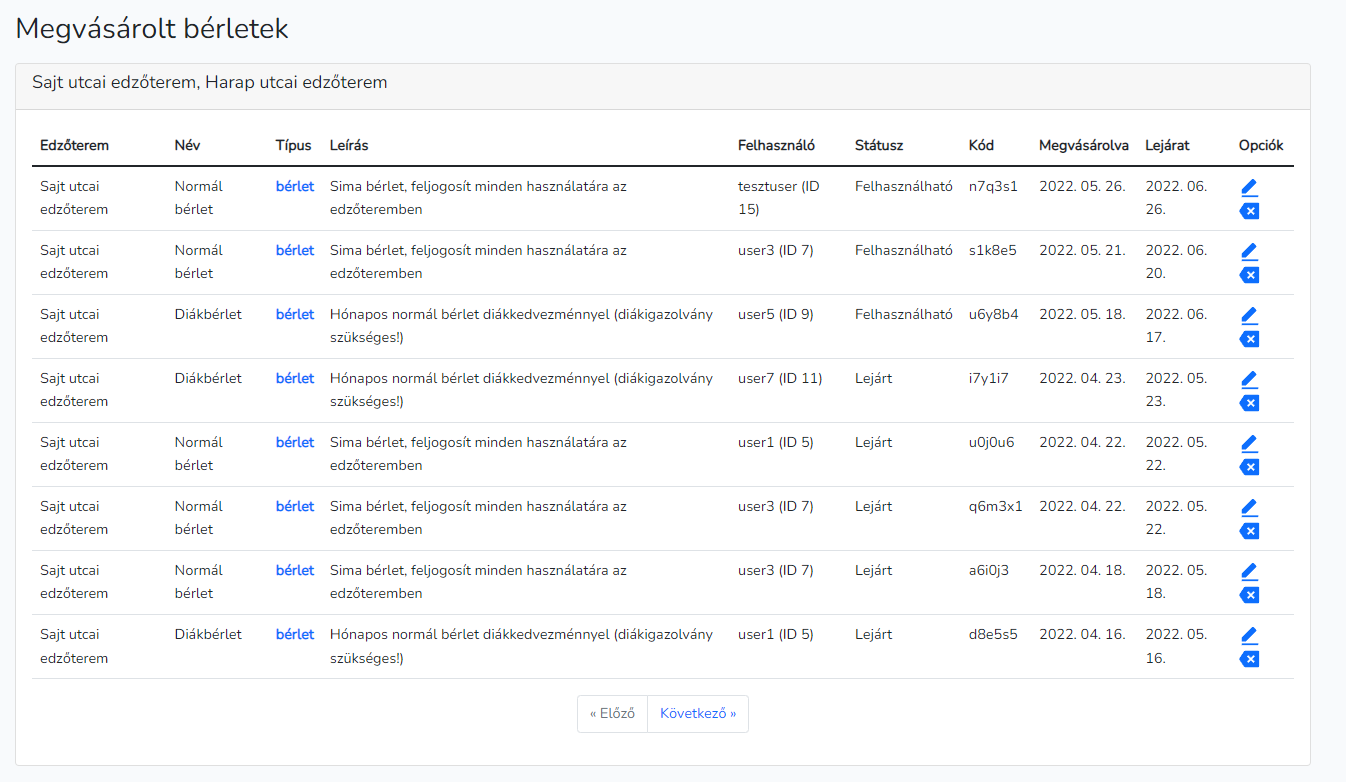 Megvásárolt bérletek
Sajt utcai edzőterem, Harap utcai edzőterem
Edzőterem Név Típus Leírás Felhasználó Státusz Kód Megvásárolva Lejárat Opciók
Sajt utcai Normál bérlet Sima bérlet, feljogosít minden használatára az tesztuser (ID Felhasználható n7q3s1 2022. 05. 26. 2022. 06.
edzőterem bérlet edzőteremben 15) 26.
Sajt utcai Normál bérlet Sima bérlet, feljogosít minden használatára az user3 (ID 7) Felhasználható s1k8e5 2022. 05. 21. 2022. 06.
edzőterem bérlet edzőteremben 20.
Sajt utcai Diákbérlet bérlet Hónapos normál bérlet diákkedvezménnyel (diákigazolvány user5 (ID 9) Felhasználható u6y8b4 2022. 05. 18. 2022. 06.
edzőterem szükséges!) 17.
Sajt utcai Diákbérlet bérlet Hónapos normál bérlet diákkedvezménnyel (diákigazolvány user7 (ID 11) Lejárt i7y1i7 2022. 04. 23. 2022. 05.
edzőterem szükséges!) 23.
Sajt utcai Normál bérlet Sima bérlet, feljogosít minden használatára az user1 (ID 5) Lejárt u0j0u6 2022. 04. 22. 2022. 05.
edzőterem bérlet edzőteremben 22.
Sajt utcai Normál bérlet Sima bérlet, feljogosít minden használatára az user3 (ID 7) Lejárt q6m3x1 2022. 04. 22. 2022. 05.
edzőterem bérlet edzőteremben 22.
Sajt utcai Normál bérlet Sima bérlet, feljogosít minden használatára az user3 (ID 7) Lejárt a6i0j3 2022. 04. 18. 2022. 05.
edzőterem bérlet edzőteremben 18.
Sajt utcai Diákbérlet bérlet Hónapos normál bérlet diákkedvezménnyel (diákigazolvány user1 (ID 5) Lejárt d8e5s5 2022. 04. 16. 2022. 05.
edzőterem szükséges!) 16.
« Előző Következő »